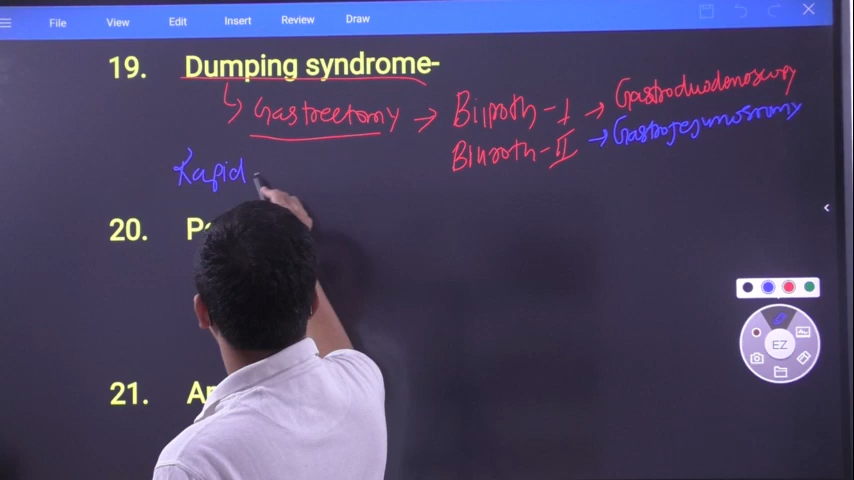 File View Edit Insert Review Draw
19. Dumping syndrome-
Gastrectomy → Billroth-I → Gastroduodenoscopy
Billroth-II → Gastrojejunostomy
Rapid
20. P
21. A
EZ